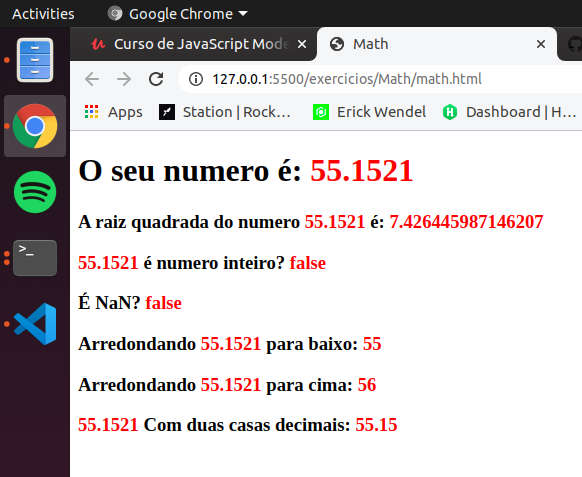 Activities Google Chrome
Curso de JavaScript Mode Math
127.0.0.1:5500/exercicios/Math/math.html
Apps Station | Rock… Erick Wendel Dashboard | H…
O seu numero é: 55.1521
A raiz quadrada do numero 55.1521 é: 7.426445987146207
55.1521 é numero inteiro? false
É NaN? false
Arredondando 55.1521 para baixo: 55
Arredondando 55.1521 para cima: 56
55.1521 Com duas casas decimais: 55.15